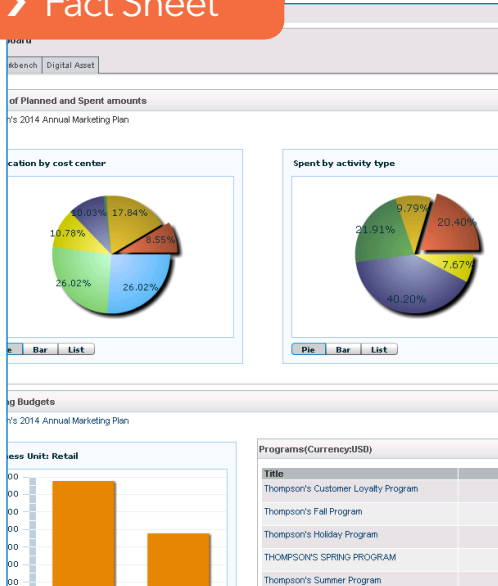 Fact Sheet
Digital Asset
of Planned and Spent amounts
2014 Annual Marketing Plan
by cost center
Spent by activity type
10.03% 17.84%
10.78%
8.55%
26.02%
26.02%
9.79%
20.40%
21.91%
7.67%
40.20%
Bar List
Pie Bar List
Budgets
2014 Annual Marketing Plan
Unit: Retail
Programs(Currency:USD)
Title
Thompson's Customer Loyalty Program
Thompson's Fall Program
Thompson's Holiday Program
THOMPSON'S SPRING PROGRAM
Thompson's Summer Program